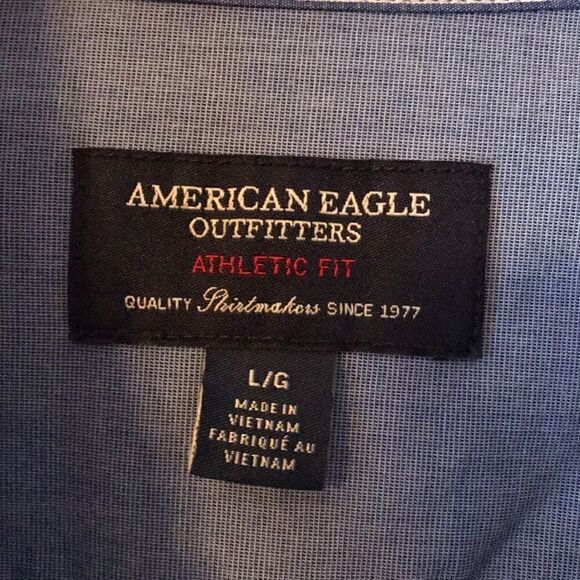 AMERICAN EAGLE
OUTFITTERS
ATHLETIC FIT
QUALITY Shirtmakers SINCE 1977
L/G
MADE IN
VIETNAM
FABRIQUÉ AU
VIETNAM